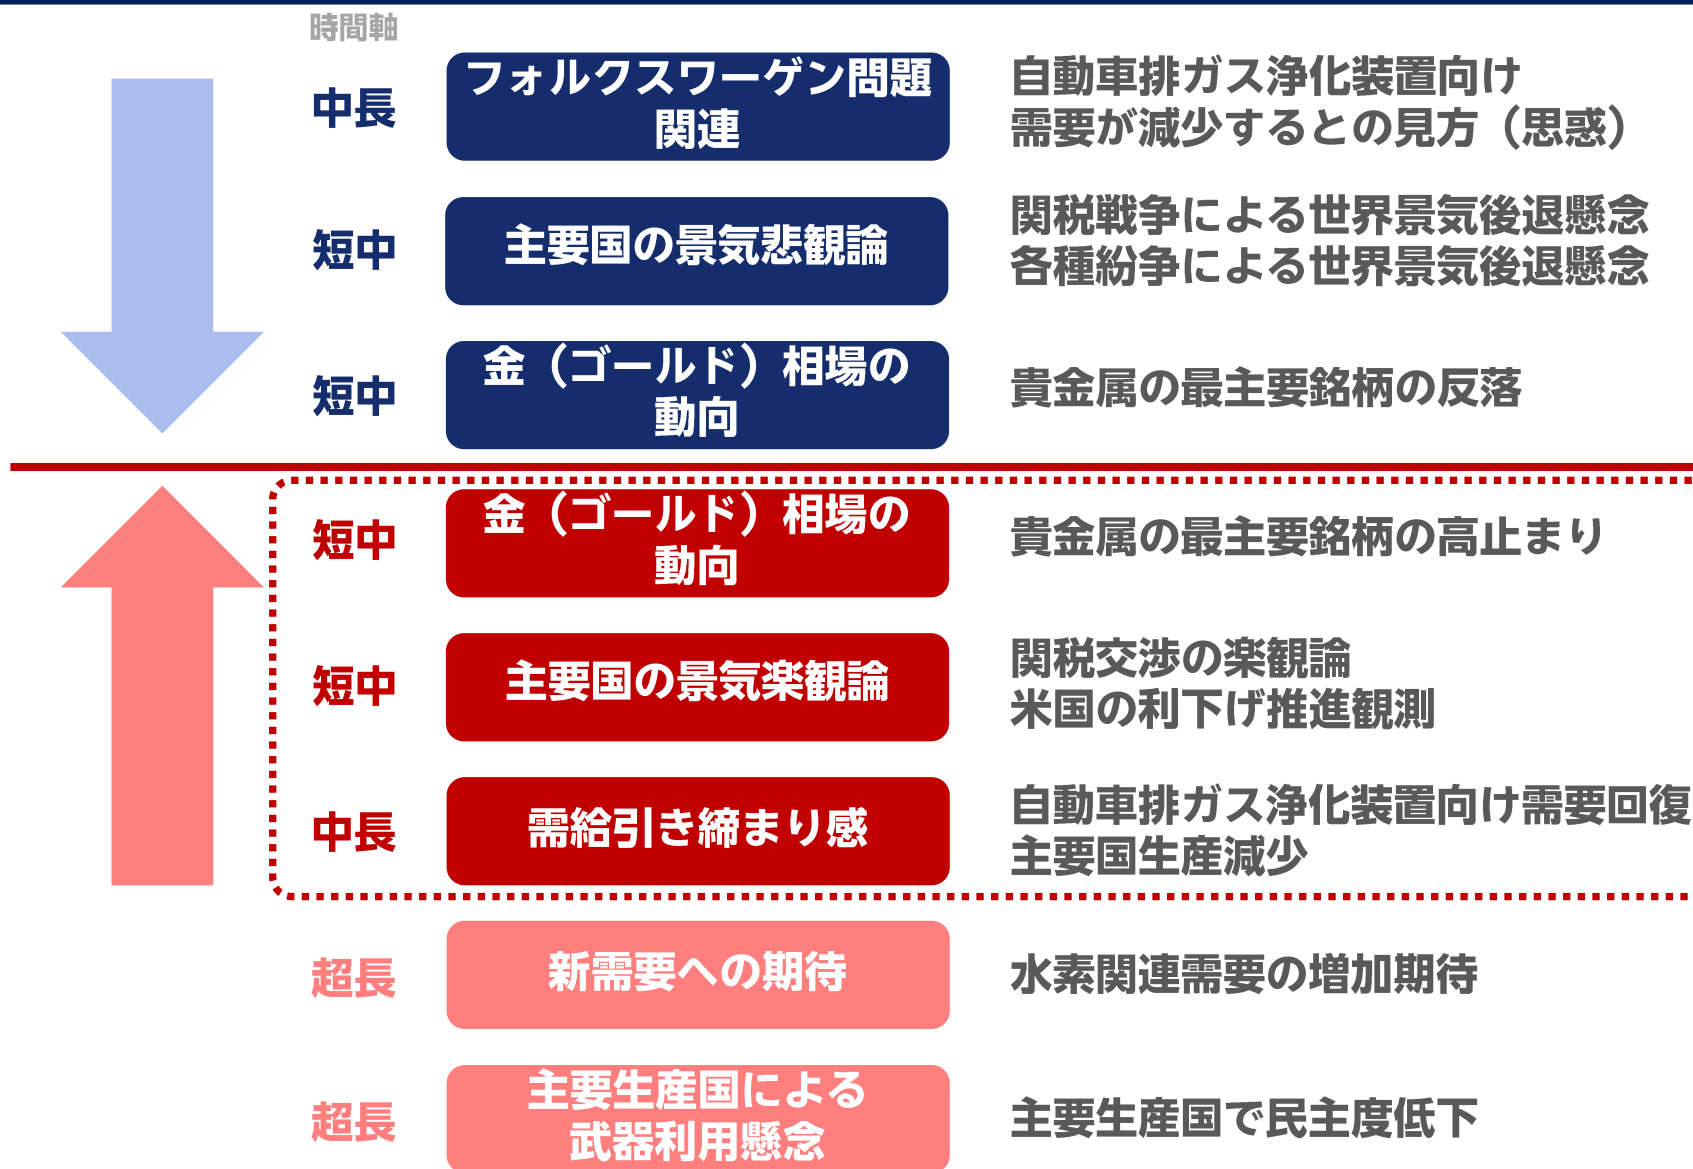 時間軸
中長
フォルクスワーゲン問題
関連
自動車排ガス浄化装置向け
需要が減少するとの見方（思惑）
短中
主要国の景気悲観論
関税戦争による世界景気後退懸念
各種紛争による世界景気後退懸念
短中
金（ゴールド）相場の
動向
貴金属の最主要銘柄の反落
短中
金（ゴールド）相場の
動向
貴金属の最主要銘柄の高止まり
短中
主要国の景気楽観論
関税交渉の楽観論
米国の利下げ推進観測
中長
需給引き締まり感
自動車排ガス浄化装置向け需要回復
主要国生産減少
超長
新需要への期待
水素関連需要の増加期待
超長
主要生産国による
武器利用懸念
主要生産国で民主度低下